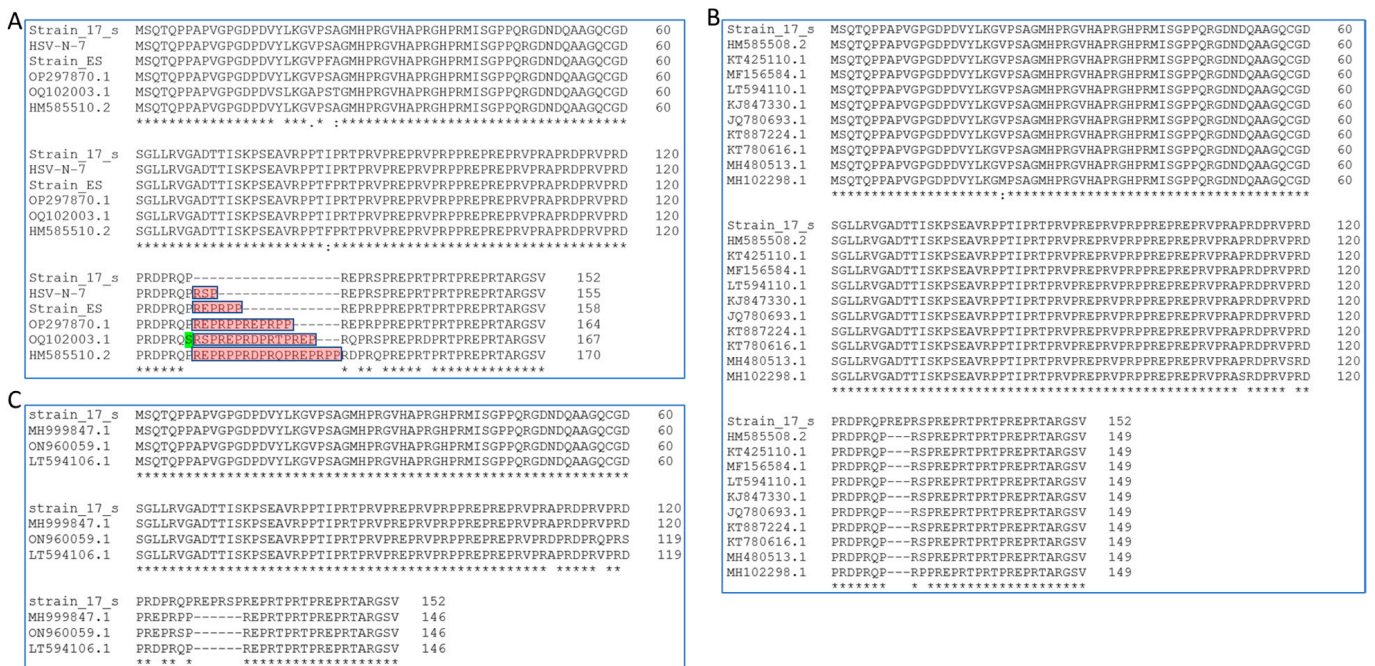 A
Strain_17_s MSQTQPPAPVGPGDPDVYLKGVPSAGMHPRGVHAPRGHPRMISGPPQRGDNDQAAGQCGD 60
HSV-N-7 MSQTQPPAPVGPGDPDVYLKGVPSAGMHPRGVHAPRGHPRMISGPPQRGDNDQAAGQCGD 60
Strain_ES MSQTQPPAPVGPGDPDVYLKGVPFAGMHPRGVHAPRGHPRMISGPPQRGDNDQAAGQCGD 60
OP297870.1 MSQTQPPAPVGPGDPDVYLKGVPSAGMHPRGVHAPRGHPRMISGPPQRGDNDQAAGQCGD 60
OQ102003.1 MSQTQPPAPVGPGDPDVSLKGAPSTGMHPRGVHAPRGHPRMISGPPQRGDNDQAAGQCGD 60
HM585510.2 MSQTQPPAPVGPGDPDVYLKGVPSAGMHPRGVHAPRGHPRMISGPPQRGDNDQAAGQCGD 60
***************** ***.* :***********************************
Strain_17_s SGLLRVGADTTISKPSEAVRPPTIPRTPRVPREPRVPRPPREPREPRVPRAPRDPRVPRD 120
HSV-N-7 SGLLRVGADTTISKPSEAVRPPTIPRTPRVPREPRVPRPPREPREPRVPRAPRDPRVPRD 120
Strain_ES SGLLRVGADTTISKPSEAVRPPTIPRTPRVPREPRVPRPPREPREPRVPRAPRDPRVPRD 120
OP297870.1 SGLLRVGADTTISKPSEAVRPPTIPRTPRVPREPRVPRPPREPREPRVPRAPRDPRVPRD 120
OQ102003.1 SGLLRVGADTTISKPSEAVRPPTIPRTPRVPREPRVPRPPREPREPRVPRAPRDPRVPRD 120
HM585510.2 SGLLRVGADTTISKPSEAVRPPTFPRTPRVPREPRVPRPPREPREPRVPRAPRDPRVPRD 120
***********************:************************************
Strain_17_s PRDPRQP------------------REPRSPREPRTPRTPREPRTARGSV 152
HSV-N-7 PRDPRQPRSP---------------REPRSPREPRTPRTPREPRTARGSV 155
Strain_ES PRDPRQPREPRPP------------REPRSPREPRTPRTPREPRTARGSV 158
OP297870.1 PRDPRQPREPRPPREPRPP------REPRSPREPRTPRTPREPRTARGSV 164
OQ102003.1 PRDPRQSRSPREPRDPRTPREP---RQPRSPREPRTPRTPREPRTARGSV 167
HM585510.2 PRDPRQPREPRPPRDPRQPREPRPPRDPRQPREPRTPRTPREPRTARGSV 170
****** * ** ********************
B
Strain_17_s MSQTQPPAPVGPGDPDVYLKGVPSAGMHPRGVHAPRGHPRMISGPPQRGDNDQAAGQCGD 60
HM585508.2 MSQTQPPAPVGPGDPDVYLKGVPSAGMHPRGVHAPRGHPRMISGPPQRGDNDQAAGQCGD 60
KT425110.1 MSQTQPPAPVGPGDPDVYLKGVPSAGMHPRGVHAPRGHPRMISGPPQRGDNDQAAGQCGD 60
MF156584.1 MSQTQPPAPVGPGDPDVYLKGVPSAGMHPRGVHAPRGHPRMISGPPQRGDNDQAAGQCGD 60
LT594110.1 MSQTQPPAPVGPGDPDVYLKGVPSAGMHPRGVHAPRGHPRMISGPPQRGDNDQAAGQCGD 60
KJ847330.1 MSQTQPPAPVGPGDPDVYLKGVPSAGMHPRGVHAPRGHPRMISGPPQRGDNDQAAGQCGD 60
JQ780693.1 MSQTQPPAPVGPGDPDVYLKGVPSAGMHPRGVHAPRGHPRMISGPPQRGDNDQAAGQCGD 60
KT887224.1 MSQTQPPAPVGPGDPDVYLKGVPSAGMHPRGVHAPRGHPRMISGPPQRGDNDQAAGQCGD 60
KT780616.1 MSQTQPPAPVGPGDPDVYLKGVPSAGMHPRGVHAPRGHPRMISGPPQRGDNDQAAGQCGD 60
MH480513.1 MSQTQPPAPVGPGDPDVYLKGVPSAGMHPRGVHAPRGHPRMISGPPQRGDNDQAAGQCGD 60
MH102298.1 MSQTQPPAPVGPGDPDVYLKGMPSAGMHPRGVHAPRGHPRMISGPPQRGDNDQAAGQCGD 60
*********************:**************************************
Strain_17_s SGLLRVGADTTISKPSEAVRPPTIPRTPRVPREPRVPRPPREPREPRVPRAPRDPRVPRD 120
HM585508.2 SGLLRVGADTTISKPSEAVRPPTIPRTPRVPREPRVPRPPREPREPRVPRAPRDPRVPRD 120
KT425110.1 SGLLRVGADTTISKPSEAVRPPTIPRTPRVPREPRVPRPPREPREPRVPRAPRDPRVPRD 120
MF156584.1 SGLLRVGADTTISKPSEAVRPPTIPRTPRVPREPRVPRPPREPREPRVPRAPRDPRVPRD 120
LT594110.1 SGLLRVGADTTISKPSEAVRPPTIPRTPRVPREPRVPRPPREPREPRVPRAPRDPRVPRD 120
KJ847330.1 SGLLRVGADTTISKPSEAVRPPTIPRTPRVPREPRVPRPPREPREPRVPRAPRDPRVPRD 120
JQ780693.1 SGLLRVGADTTISKPSEAVRPPTIPRTPRVPREPRVPRPPREPREPRVPRAPRDPRVPRD 120
KT887224.1 SGLLRVGADTTISKPSEAVRPPTIPRTPRVPREPRVPRPPREPREPRVPRAPRDPRVPRD 120
KT780616.1 SGLLRVGADTTISKPSEAVRPPTIPRTPRVPREPRVPRPPREPREPRVPRAPRDPRVPRD 120
MH480513.1 SGLLRVGADTTISKPSEAVRPPTIPRTPRVPREPRVPRPPREPREPRVPRAPRDPRVSRD 120
MH102298.1 SGLLRVGADTTISKPSEAVRPPTIPRTPRVPREPRVPRPPREPREPRVPRASRDPRVPRD 120
*************************************************** ***** **
Strain_17_s PRDPRQPREPRSPREPRTPRTPREPRTARGSV 152
HM585508.2 PRDPRQP---RSPREPRTPRTPREPRTARGSV 149
KT425110.1 PRDPRQP---RSPREPRTPRTPREPRTARGSV 149
MF156584.1 PRDPRQP---RSPREPRTPRTPREPRTARGSV 149
LT594110.1 PRDPRQP---RSPREPRTPRTPREPRTARGSV 149
KJ847330.1 PRDPRQP---RSPREPRTPRTPREPRTARGSV 149
JQ780693.1 PRDPRQP---RSPREPRTPRTPREPRTARGSV 149
KT887224.1 PRDPRQP---RSPREPRTPRTPREPRTARGSV 149
KT780616.1 PRDPRQP---RSPREPRTPRTPREPRTARGSV 149
MH480513.1 PRDPRQP---RSPREPRTPRTPREPRTARGSV 149
MH102298.1 PRDPRQP---RPPREPRTPRTPREPRTARGSV 149
******* * ********************
C
strain_17_s MSQTQPPAPVGPGDPDVYLKGVPSAGMHPRGVHAPRGHPRMISGPPQRGDNDQAAGQCGD 60
MH999847.1 MSQTQPPAPVGPGDPDVYLKGVPSAGMHPRGVHAPRGHPRMISGPPQRGDNDQAAGQCGD 60
ON960059.1 MSQTQPPAPVGPGDPDVYLKGVPSAGMHPRGVHAPRGHPRMISGPPQRGDNDQAAGQCGD 60
LT594106.1 MSQTQPPAPVGPGDPDVYLKGVPSAGMHPRGVHAPRGHPRMISGPPQRGDNDQAAGQCGD 60
************************************************************
strain_17_s SGLLRVGADTTISKPSEAVRPPTIPRTPRVPREPRVPRPPREPREPRVPRAPRDPRVPRD 120
MH999847.1 SGLLRVGADTTISKPSEAVRPPTIPRTPRVPREPRVPRPPREPREPRVPRAPRDPRVPRD 120
ON960059.1 SGLLRVGADTTISKPSEAVRPPTIPRTPRVPREPRVPRPPREPREPRVPRDPRDPRQPRS 119
LT594106.1 SGLLRVGADTTISKPSEAVRPPTIPRTPRVPREPRVPRPPREPREPRVPRAPRDPRVPRD 119
************************************************** ***** **
strain_17_s PRDPRQPREPRSPREPRTPRTPREPRTARGSV 152
MH999847.1 PREPRPP------REPRTPRTPREPRTARGSV 146
ON960059.1 PREPRSP------REPRTPRTPREPRTARGSV 146
LT594106.1 PRDPRQP------REPRTPRTPREPRTARGSV 146
** ** * *******************